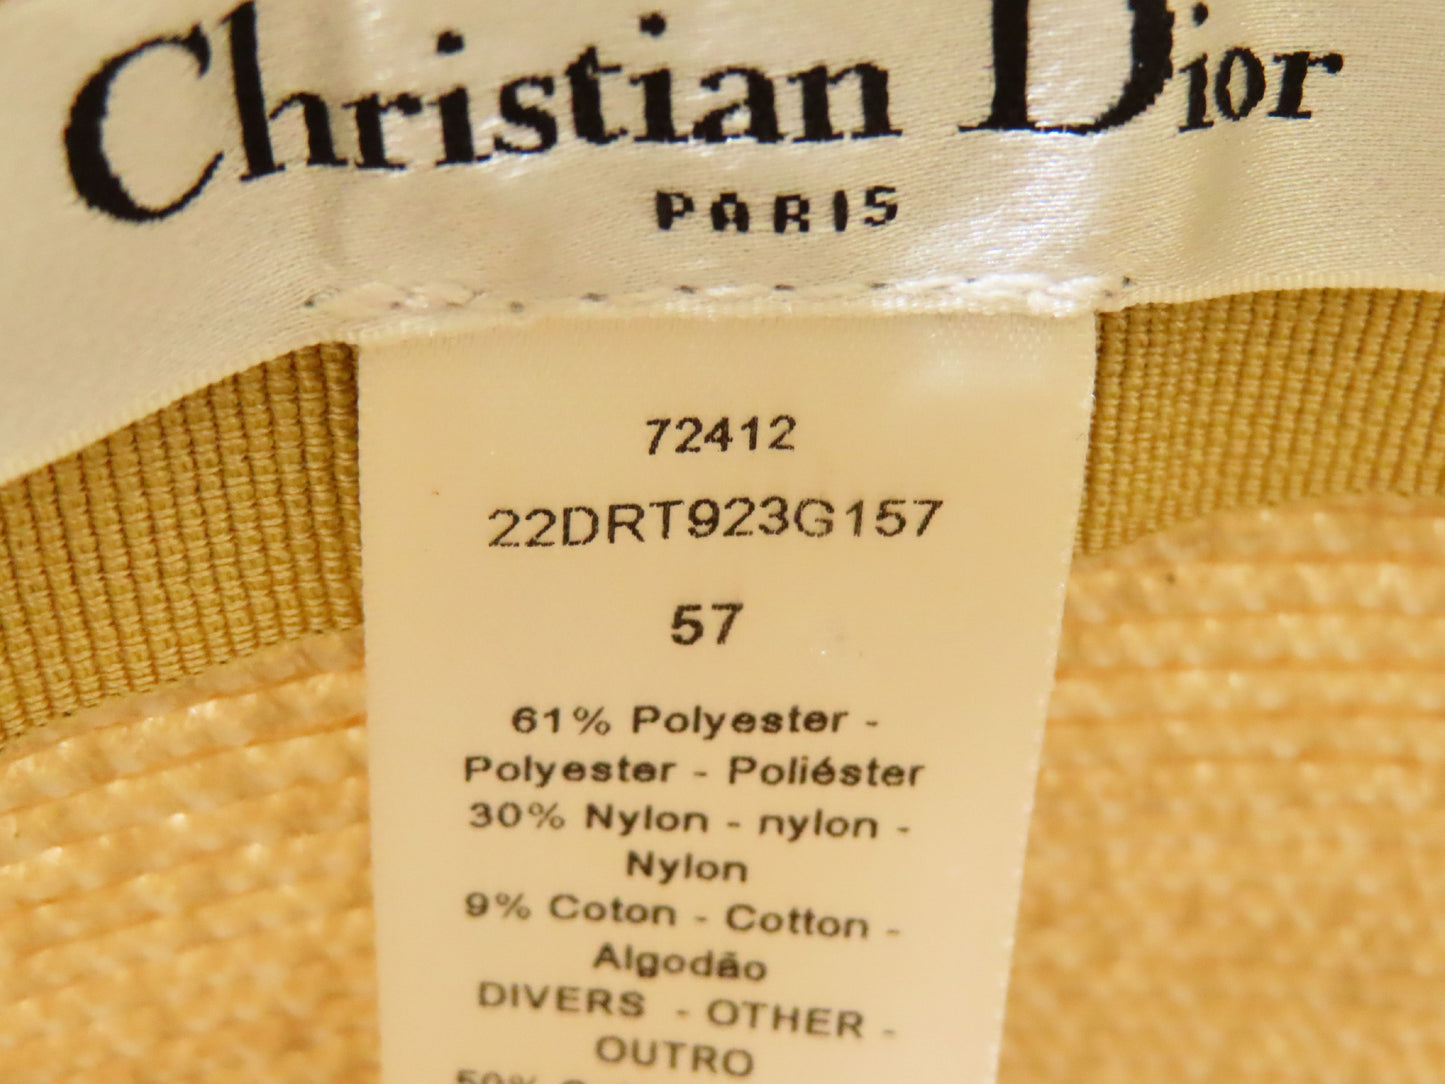 Christian Dior
PARIS
72412
22DRT923G157
57
61% Polyester -
Polyester - Poliéster
30% Nylon - nylon -
Nylon
9% Coton - Cotton -
Algodão
DIVERS - OTHER -
OUTRO
50%